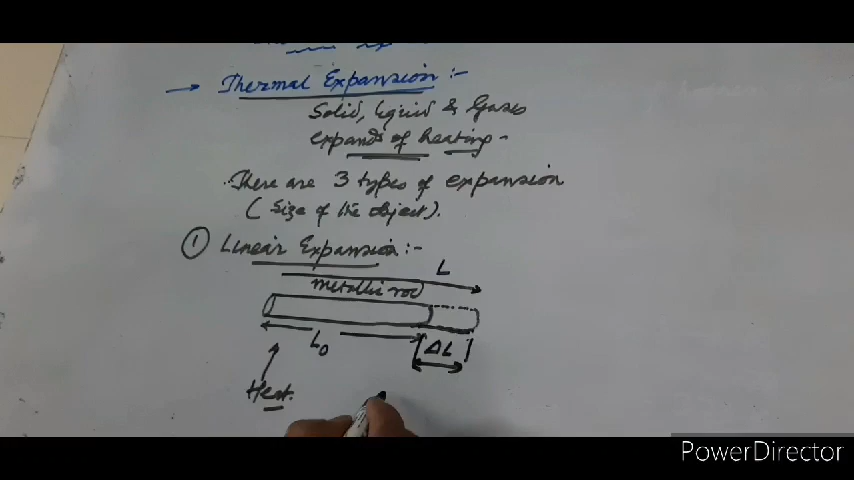 → Thermal Expansion :-
Solid, Liquid & Gases
expands of heating -
There are 3 types of expansion
( Size of the object).
① Linear Expansion :-
L
metallic rod
L₀
ΔL
Heat.
PowerDirector